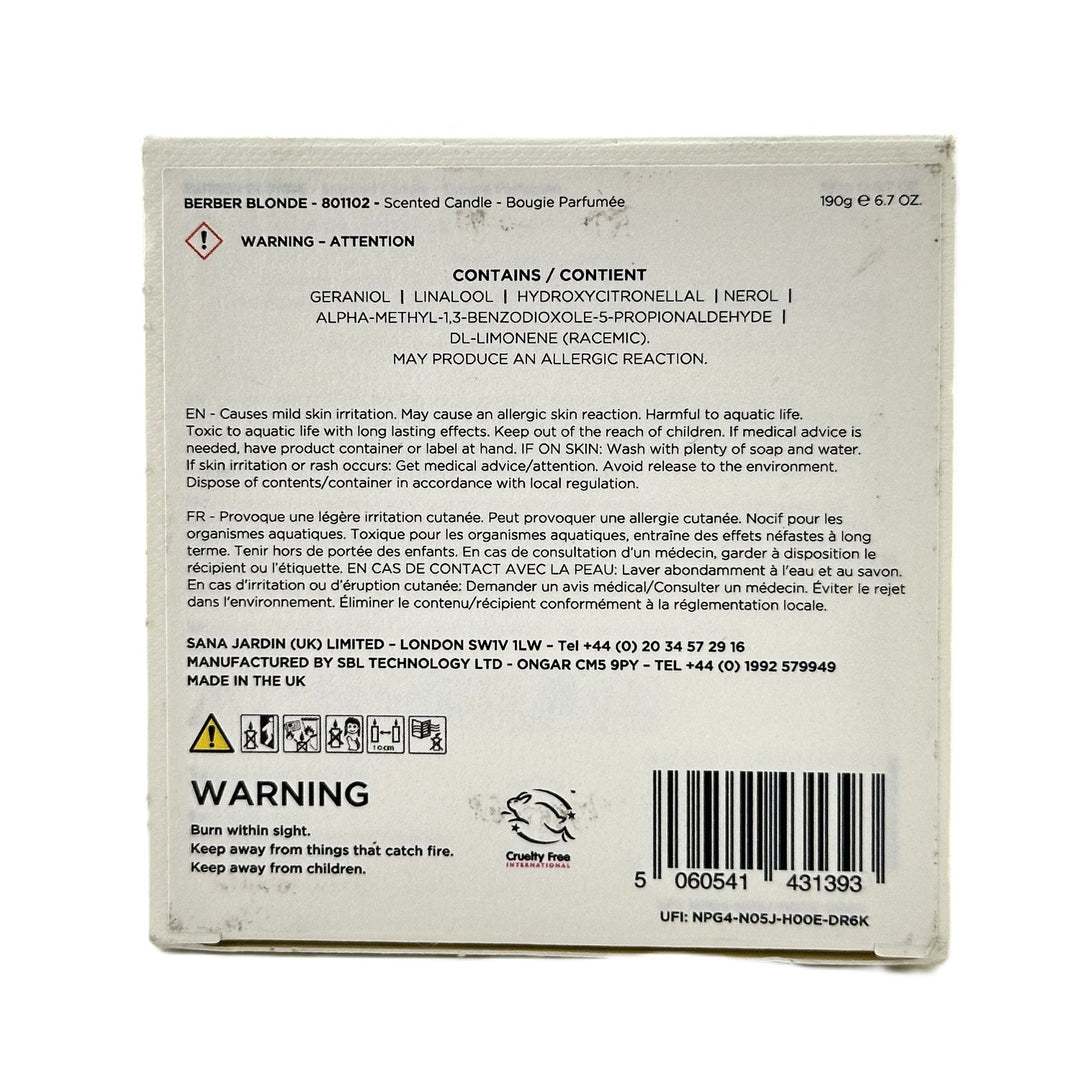 BERBER BLONDE - 801102 - Scented Candle - Bougie Parfumée
190g ℮ 6.7 OZ.
WARNING – ATTENTION
CONTAINS / CONTIENT
GERANIOL | LINALOOL | HYDROXYCITRONELLAL | NEROL |
ALPHA-METHYL-1,3-BENZODIOXOLE-5-PROPIONALDEHYDE |
DL-LIMONENE (RACEMIC).
MAY PRODUCE AN ALLERGIC REACTION.
EN - Causes mild skin irritation. May cause an allergic skin reaction. Harmful to aquatic life.
Toxic to aquatic life with long lasting effects. Keep out of the reach of children. If medical advice is
needed, have product container or label at hand. IF ON SKIN: Wash with plenty of soap and water.
If skin irritation or rash occurs: Get medical advice/attention. Avoid release to the environment.
Dispose of contents/container in accordance with local regulation.
FR - Provoque une légère irritation cutanée. Peut provoquer une allergie cutanée. Nocif pour les
organismes aquatiques. Toxique pour les organismes aquatiques, entraîne des effets néfastes à long
terme. Tenir hors de portée des enfants. En cas de consultation d'un médecin, garder à disposition le
récipient ou l'étiquette. EN CAS DE CONTACT AVEC LA PEAU: Laver abondamment à l'eau et au savon.
En cas d'irritation ou d'éruption cutanée: Demander un avis médical/Consulter un médecin. Éviter le rejet
dans l'environnement. Éliminer le contenu/récipient conformément à la réglementation locale.
SANA JARDIN (UK) LIMITED – LONDON SW1V 1LW – Tel +44 (0) 20 34 57 29 16
MANUFACTURED BY SBL TECHNOLOGY LTD - ONGAR CM5 9PY – TEL +44 (0) 1992 579949
MADE IN THE UK
10cm
WARNING
Burn within sight.
Keep away from things that catch fire.
Keep away from children.
Cruelty Free
INTERNATIONAL
5 060541 431393
UFI: NPG4-N05J-H00E-DR6K